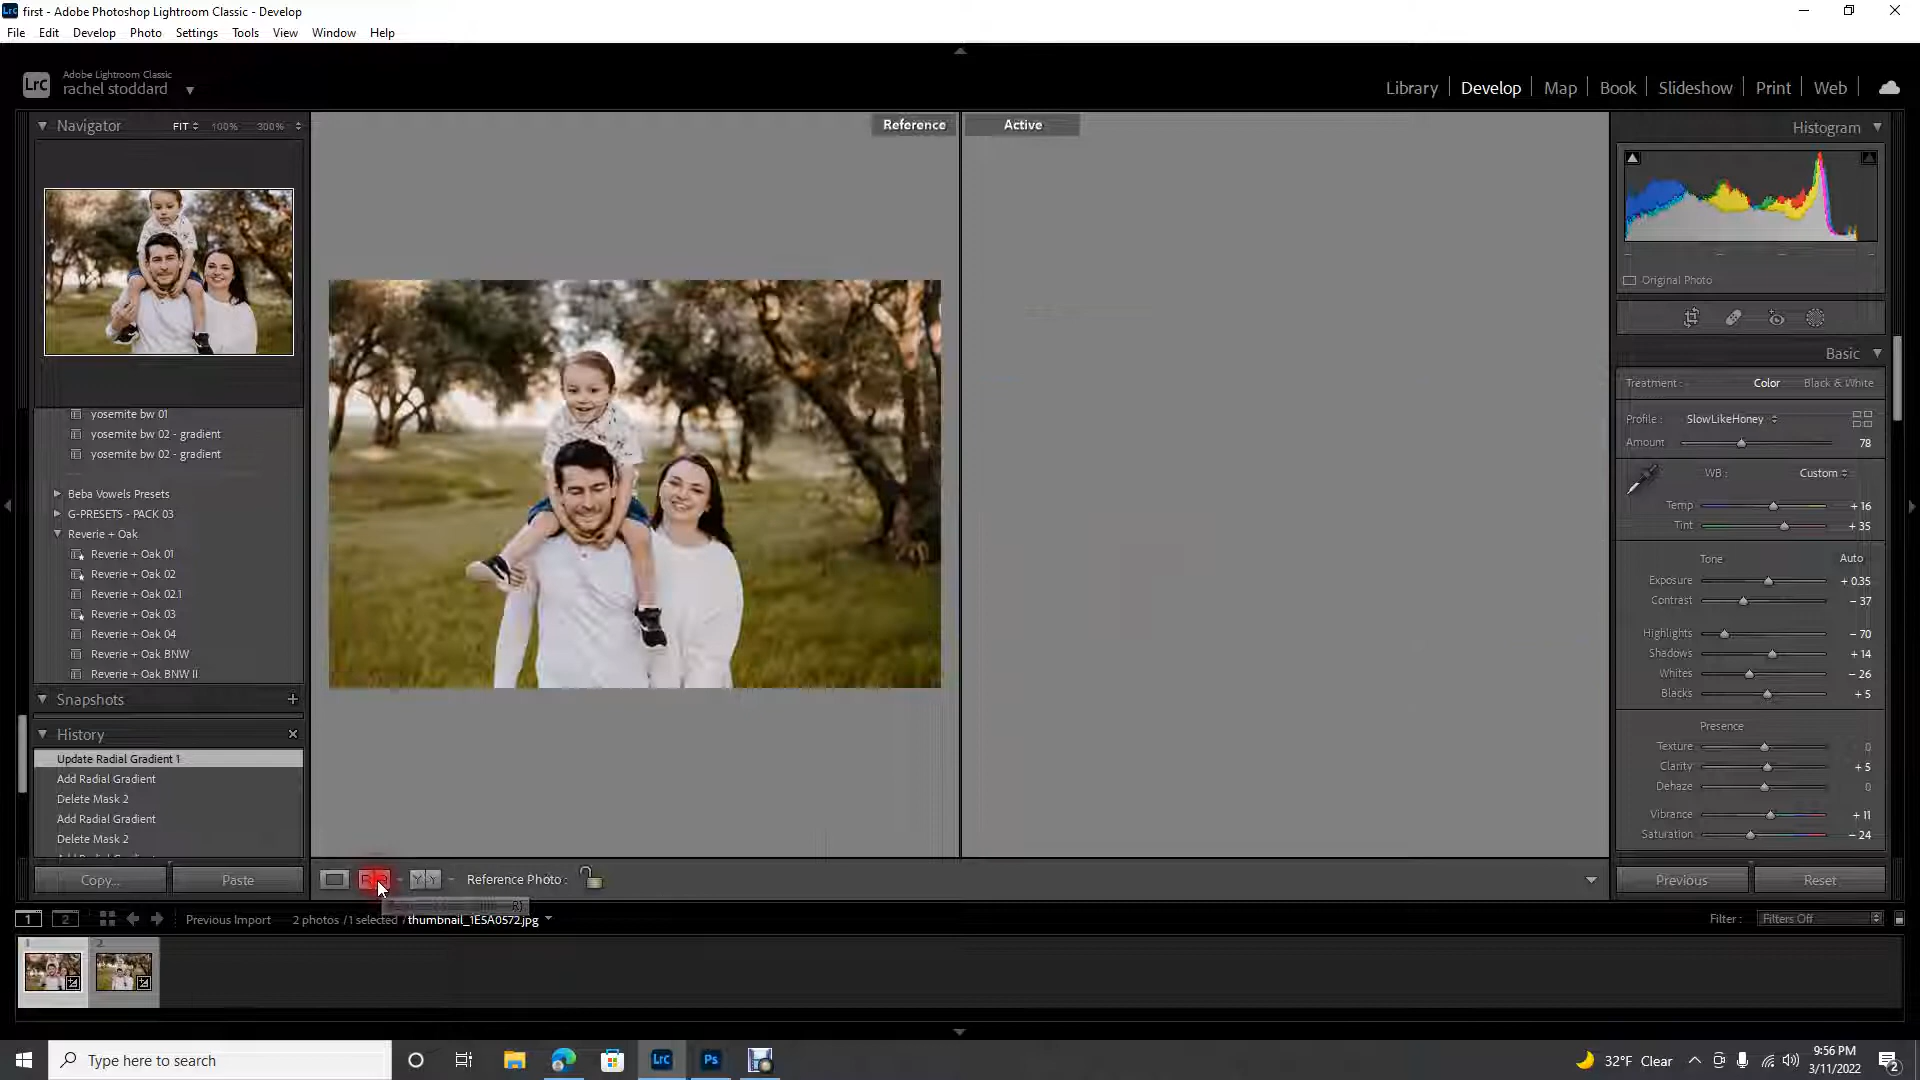 first - Adobe Photoshop Lightroom Classic - Develop
File Edit Develop Photo Settings Tools View Window Help
Lrc
Adobe Lightroom Classic
rachel stoddard
Library Develop Map Book Slideshow Print Web
Navigator FIT 100% 300%
Reference
Active
Histogram
Original Photo
Basic
Treatment : Color Black & White
Profile : SlowLikeHoney
Amount 78
WB : Custom
Temp + 16
Tint + 35
Tone Auto
Exposure + 0.35
Contrast - 37
Highlights - 70
Shadows + 14
Whites - 26
Blacks + 5
Presence
Texture 0
Clarity + 5
Dehaze 0
Vibrance + 11
Saturation - 24
Previous Reset
yosemite bw 01
yosemite bw 02 - gradient
yosemite bw 02 - gradient
Beba Vowels Presets
G-PRESETS - PACK 03
Reverie + Oak
Reverie + Oak 01
Reverie + Oak 02
Reverie + Oak 02.1
Reverie + Oak 03
Reverie + Oak 04
Reverie + Oak BNW
Reverie + Oak BNW II
Snapshots +
History
Update Radial Gradient 1
Add Radial Gradient
Delete Mask 2
Add Radial Gradient
Delete Mask 2
Copy... Paste
Y Y Reference Photo :
1 2 Previous Import 2 photos / 1 selected / thumbnail_1E5A0572.jpg
Filter : Filters Off
1 2
Type here to search
Lrc Ps
32°F Clear
9:56 PM
3/11/2022
2